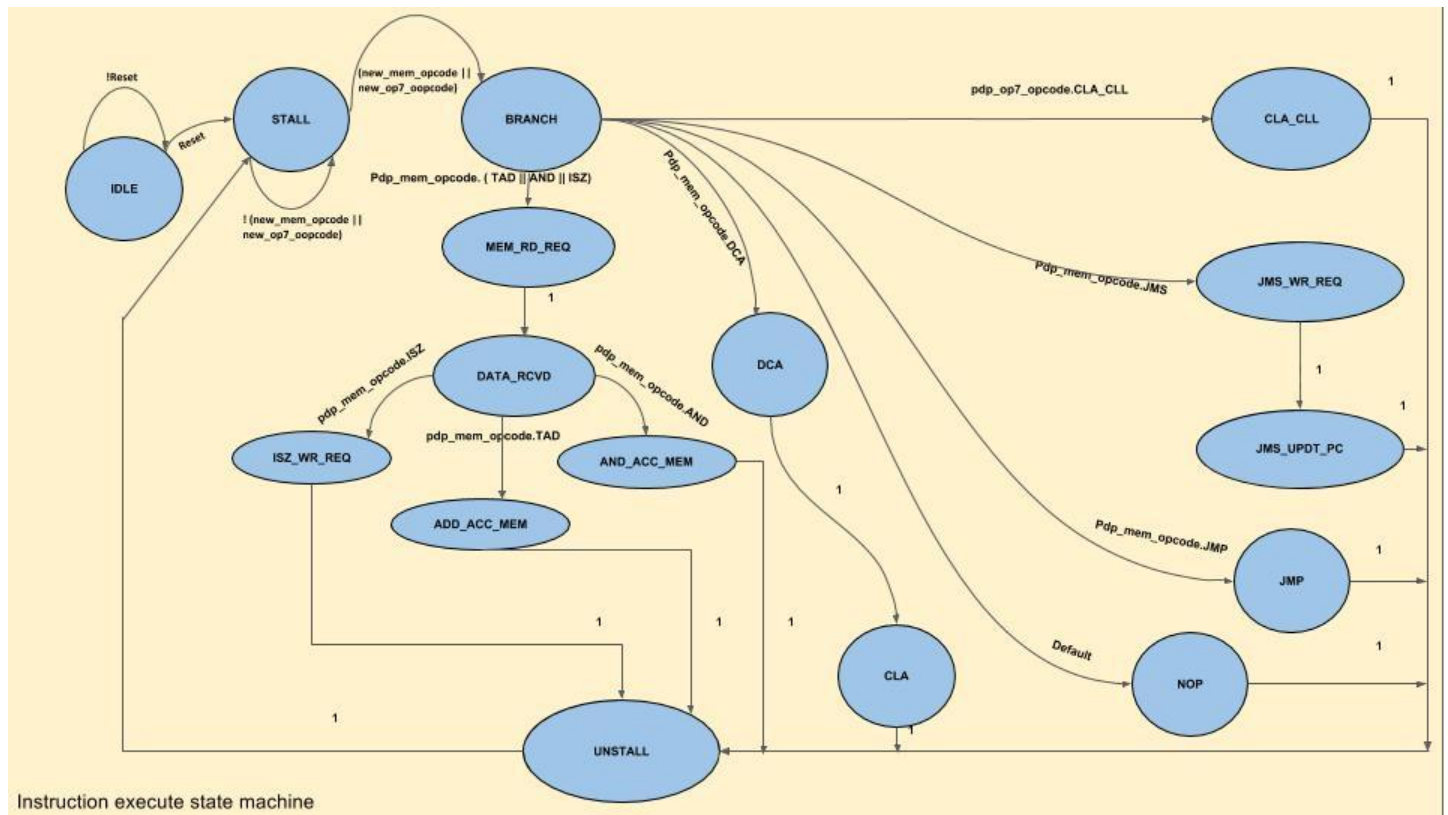 !Reset
(new_mem_opcode ||
new_op7_oopcode)
pdp_op7_opcode.CLA_CLL
1
STALL
BRANCH
CLA_CLL
Reset
IDLE
Pdp_mem_opcode. ( TAD || AND || ISZ)
! (new_mem_opcode ||
new_op7_oopcode)
MEM_RD_REQ
Pdp_mem_opcode.DCA
Pdp_mem_opcode.JMS
JMS_WR_REQ
1
pdp_mem_opcode.ISZ
DATA_RCVD
pdp_mem_opcode.AND
DCA
1
1
pdp_mem_opcode.TAD
ISZ_WR_REQ
AND_ACC_MEM
JMS_UPDT_PC
1
ADD_ACC_MEM
Pdp_mem_opcode.JMP
1
JMP
1
1
1
Default
1
CLA
NOP
1
1
UNSTALL
Instruction execute state machine